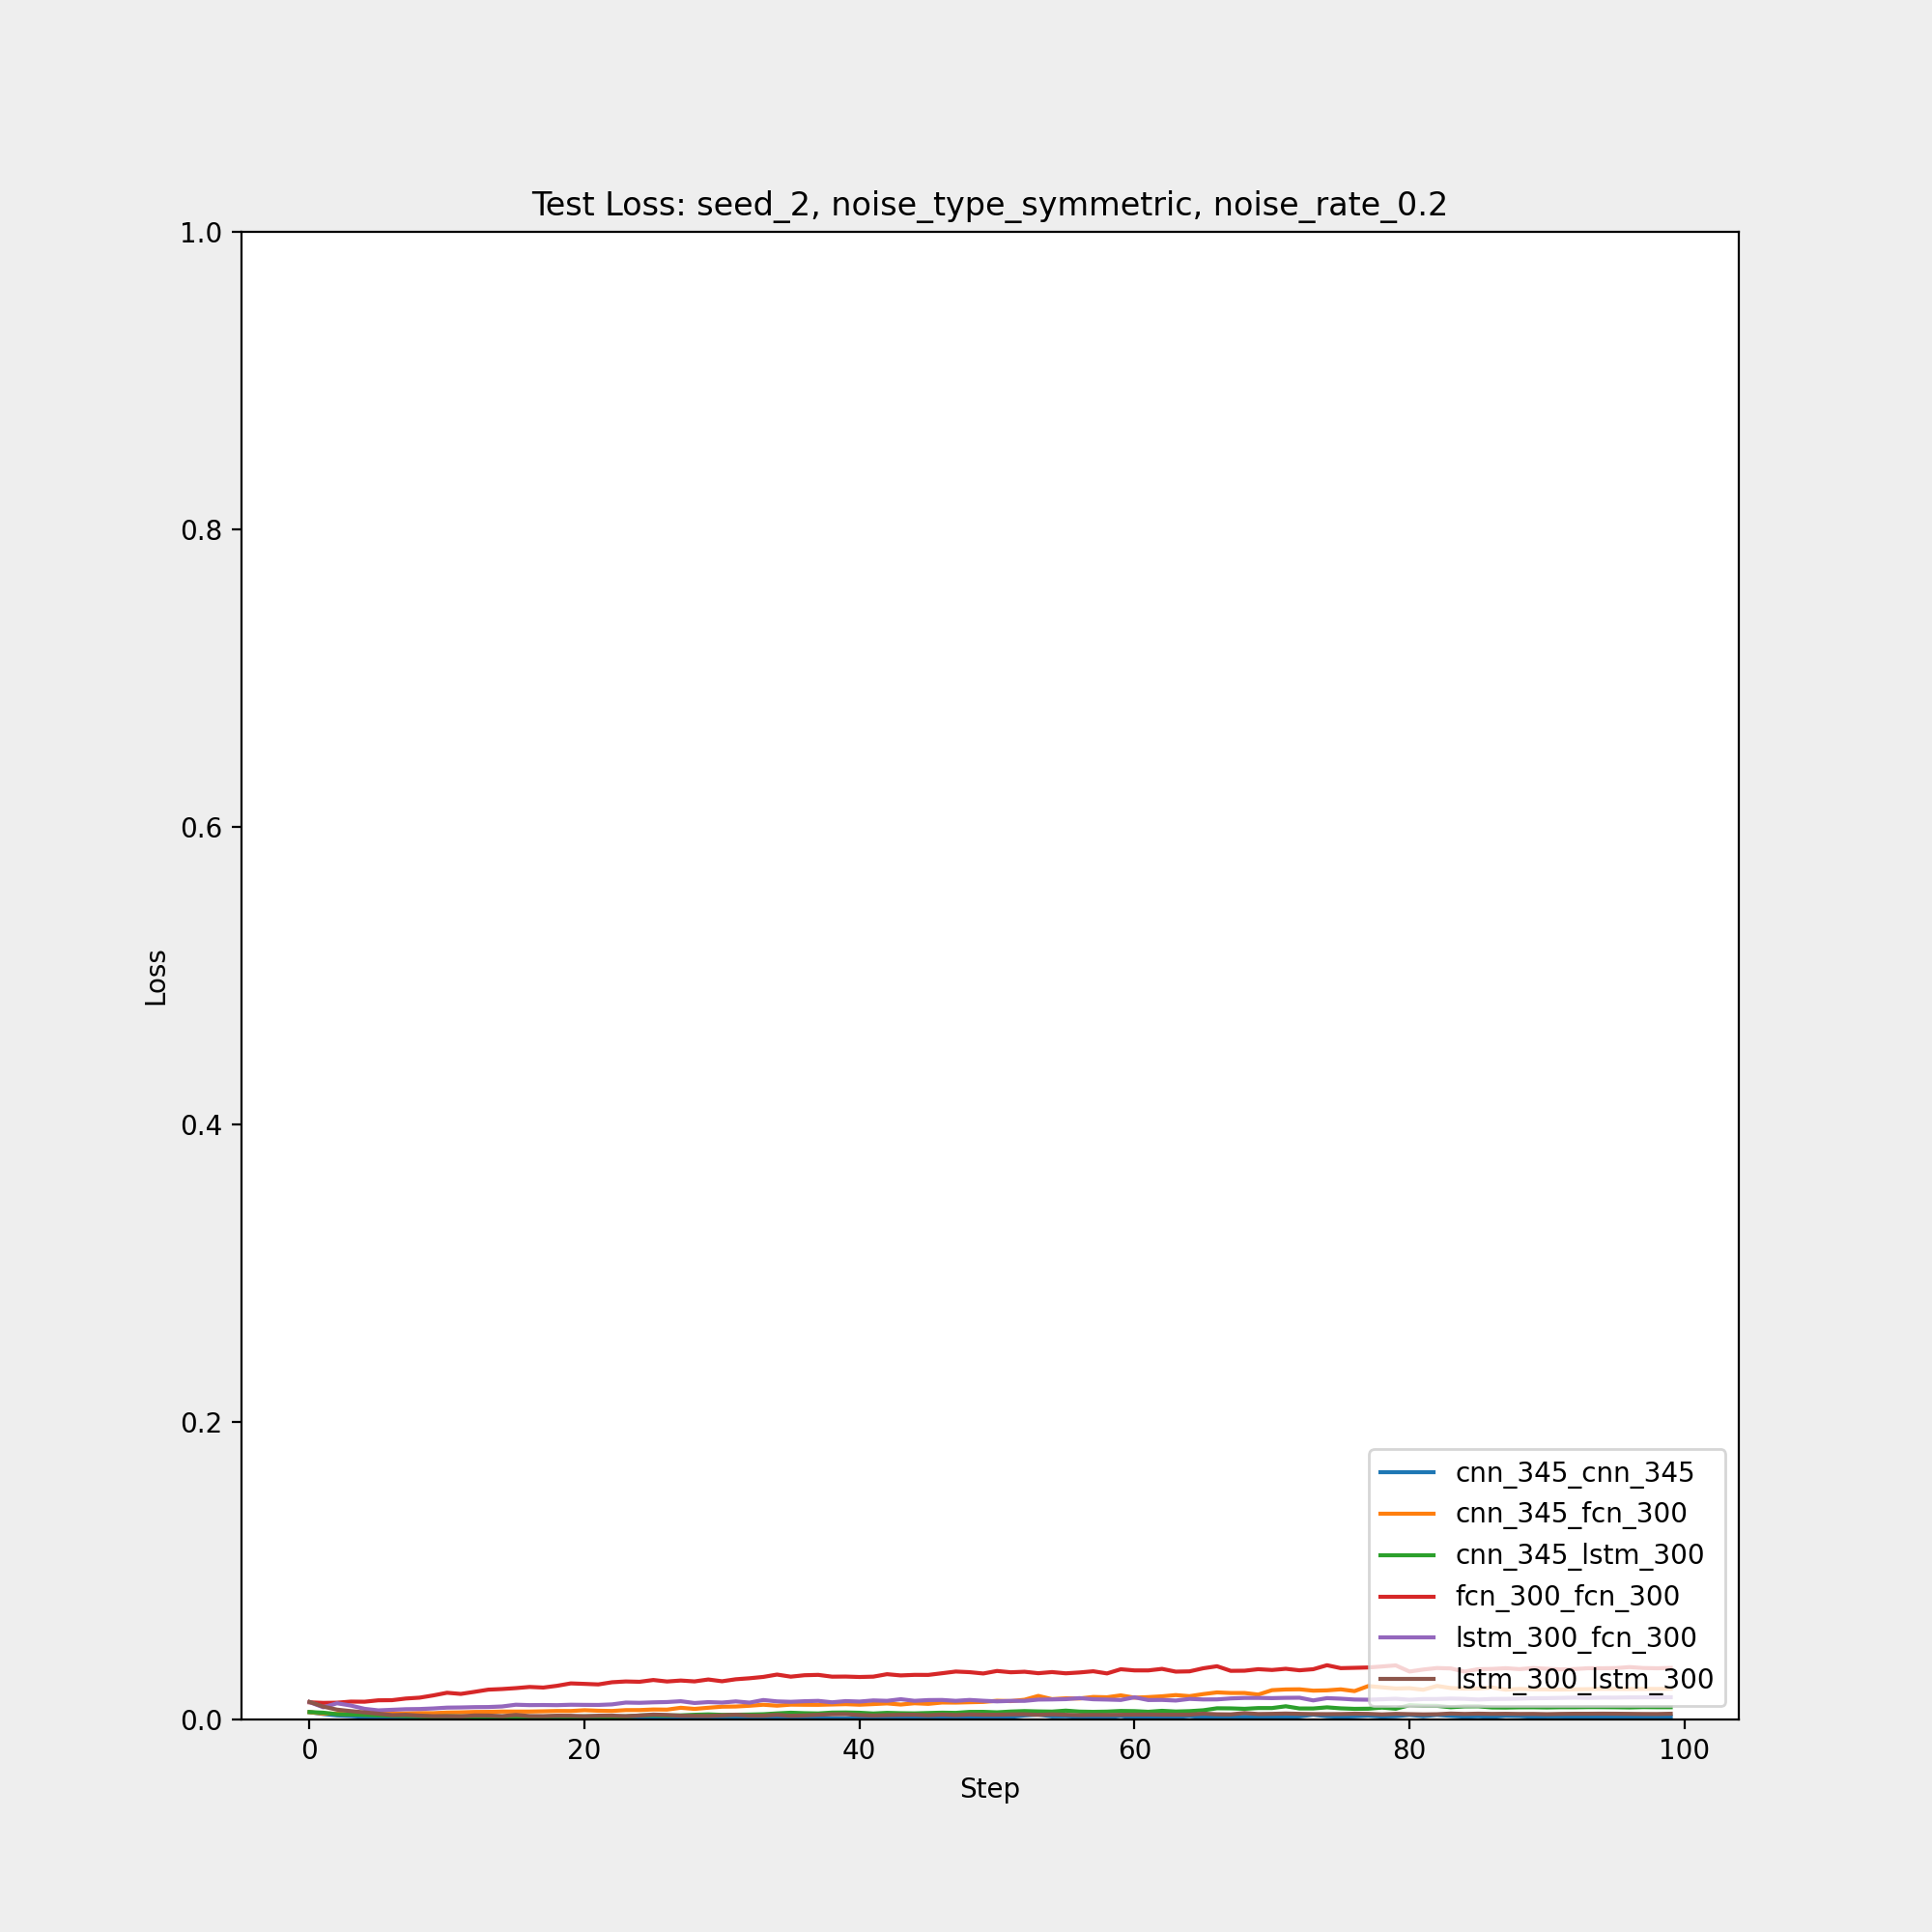 Test Loss: seed_2, noise_type_symmetric, noise_rate_0.2
1.0
0.8
0.6
0.4
0.2
0.0
Loss
cnn_345_cnn_345
cnn_345_fcn_300
cnn_345_lstm_300
fcn_300_fcn_300
lstm_300_fcn_300
lstm_300_lstm_300
0 20 40 60 80 100
Step